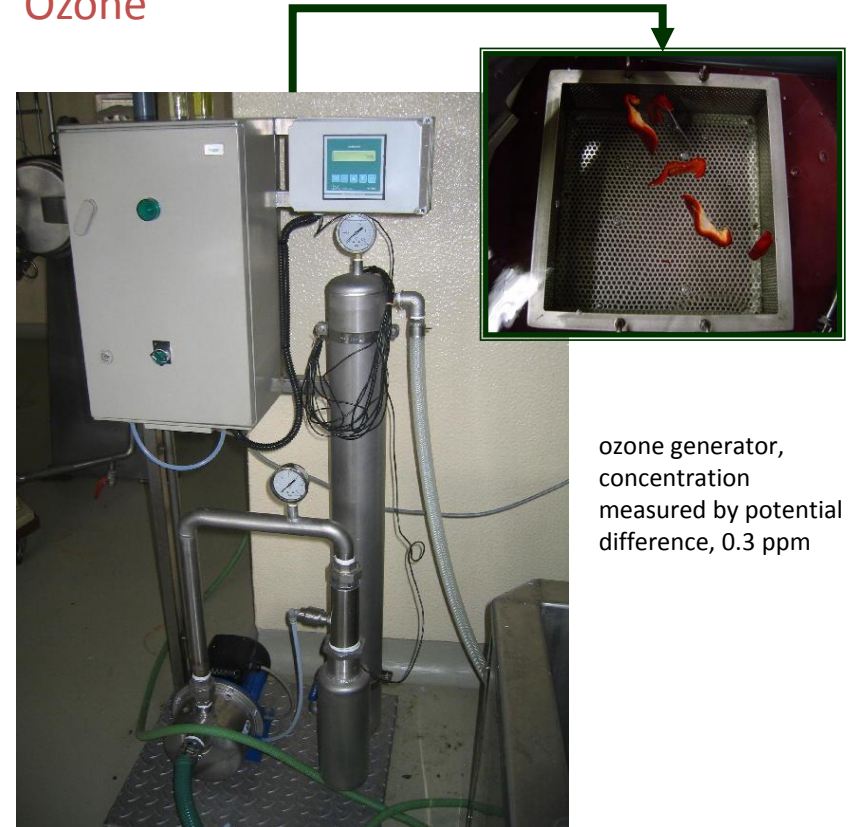 Ozone
ozone generator,
concentration
measured by potential
difference, 0.3 ppm